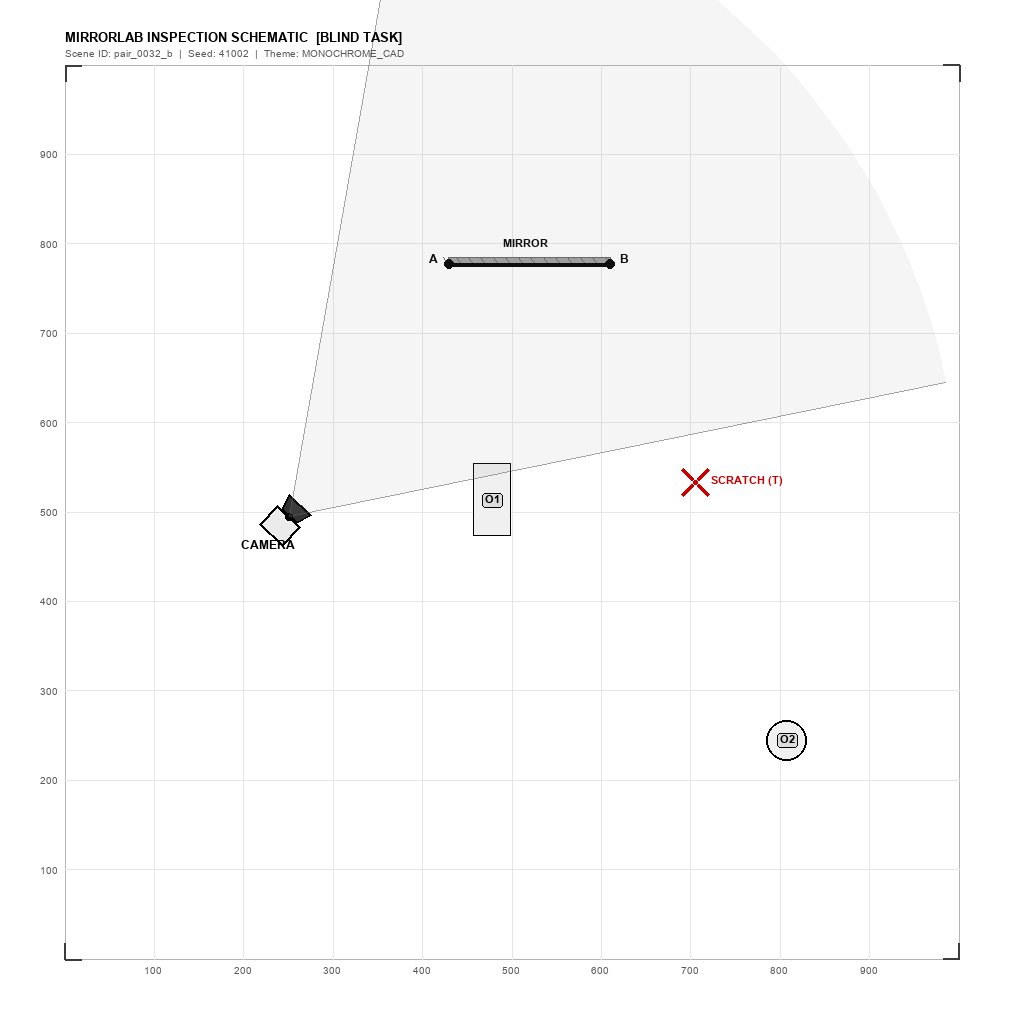 MIRRORLAB INSPECTION SCHEMATIC [BLIND TASK]
Scene ID: pair_0032_b | Seed: 41002 | Theme: MONOCHROME_CAD
900
800
MIRROR
A
B
700
600
SCRATCH (T)
O1
500
CAMERA
400
300
O2
200
100
100 200 300 400 500 600 700 800 900